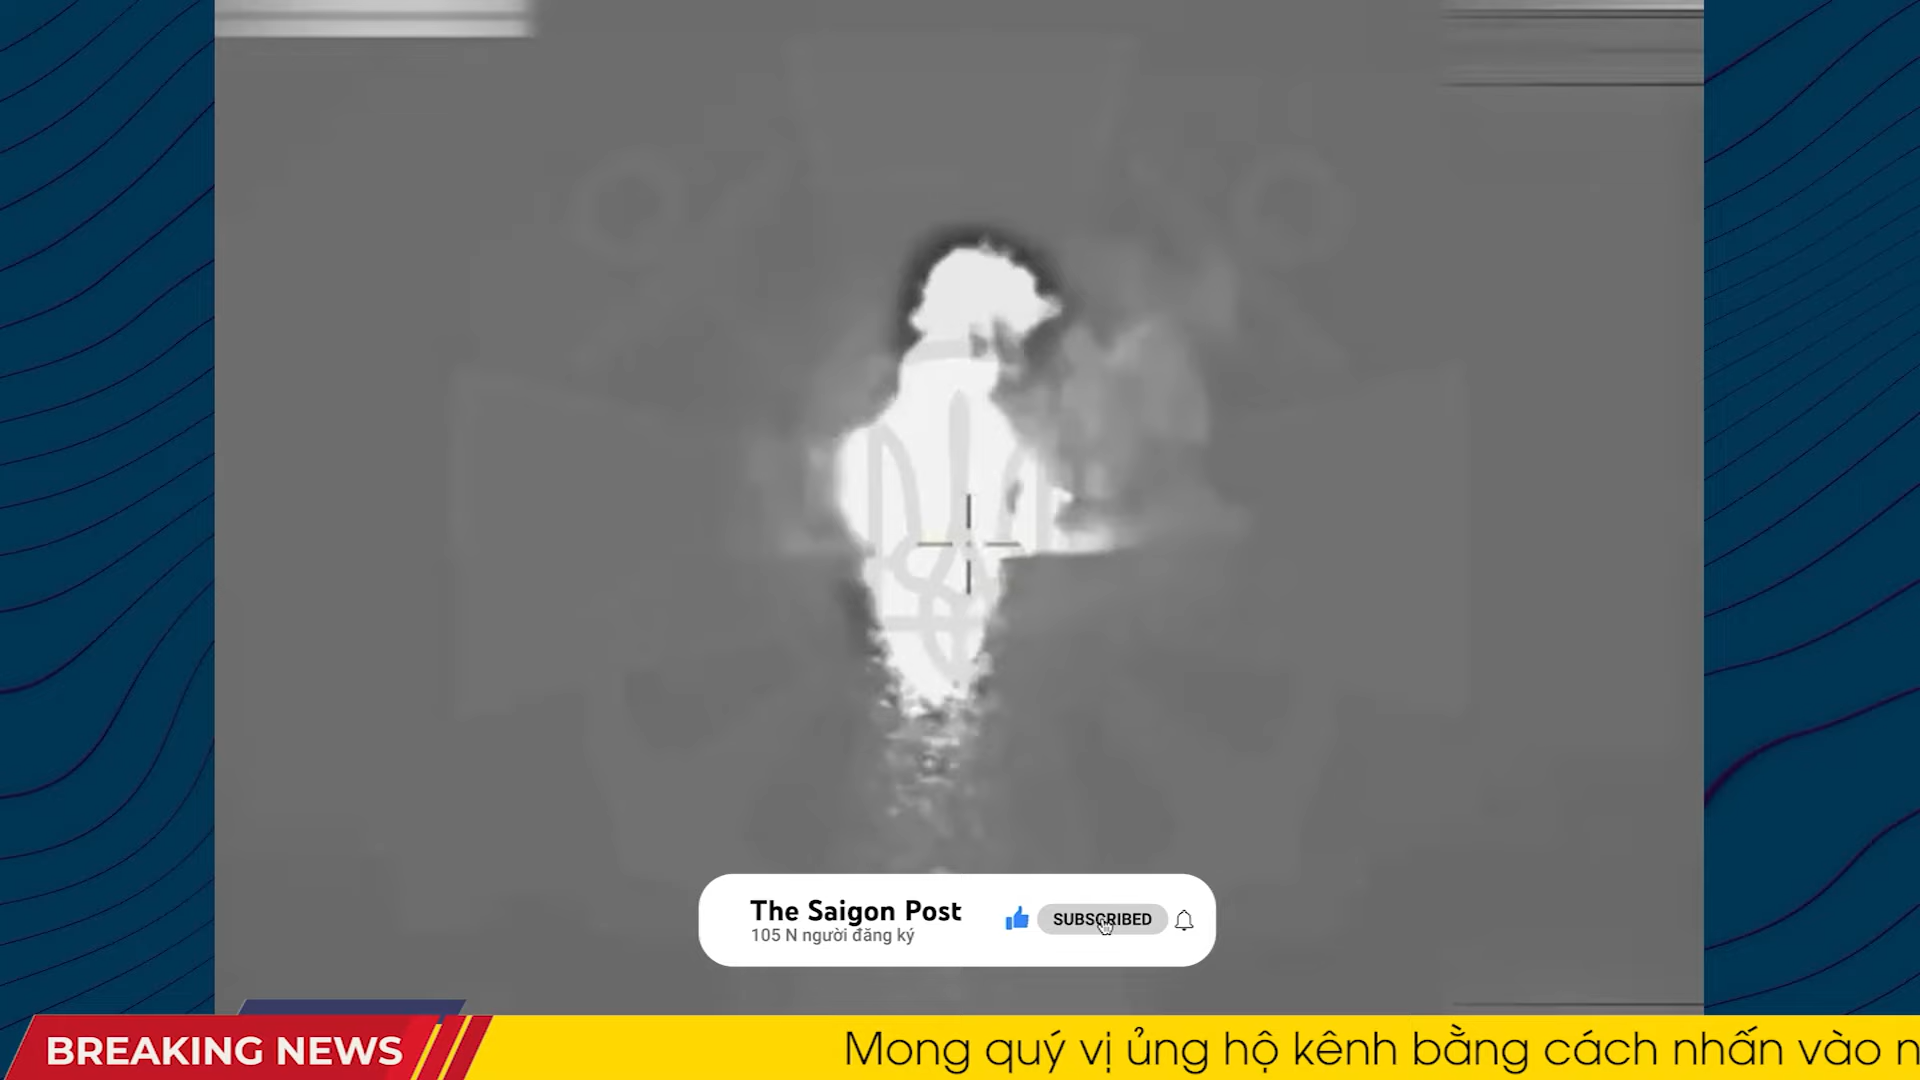 The Saigon Post
105 N người đăng ký
SUBSCRIBED
BREAKING NEWS
Mong quý vị ủng hộ kênh bằng cách nhấn vào n